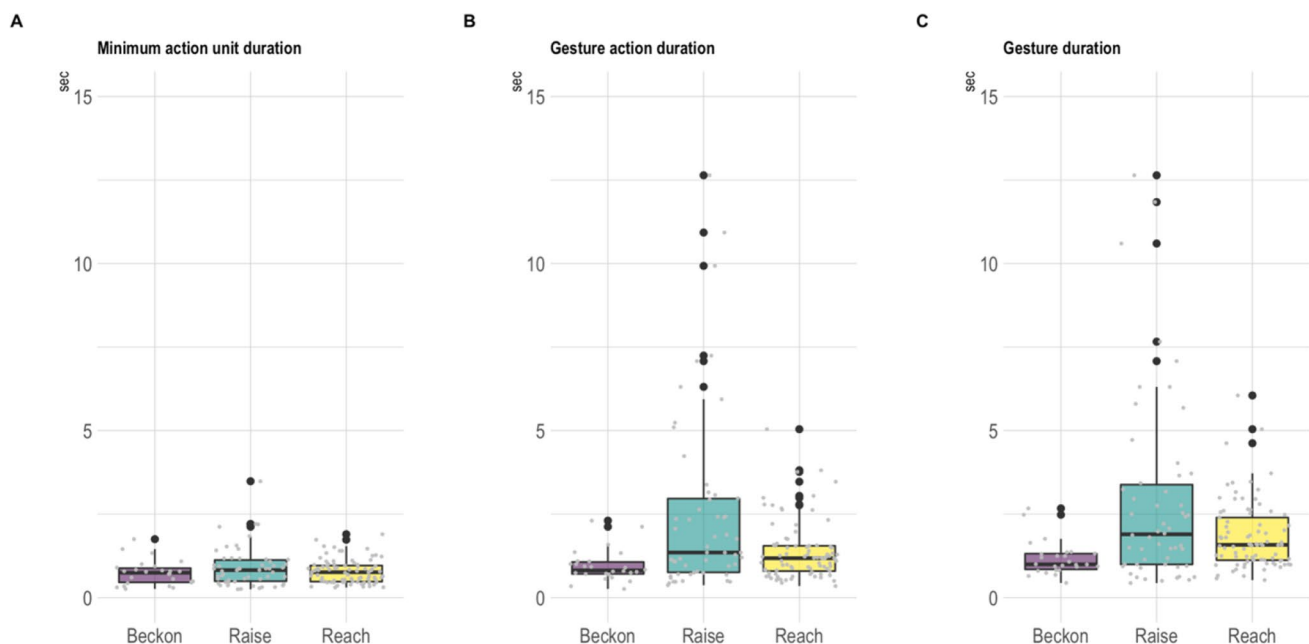 A
Minimum action unit duration
sec
15
10
5
0
Beckon Raise Reach
B
Gesture action duration
sec
15
10
5
0
Beckon Raise Reach
C
Gesture duration
sec
15
10
5
0
Beckon Raise Reach